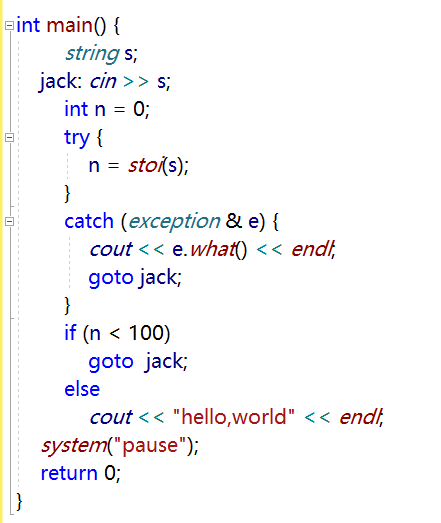 int main() {
string s;
jack: cin >> s;
int n = 0;
try {
n = stoi(s);
}
catch (exception & e) {
cout << e.what() << endl;
goto jack;
}
if (n < 100)
goto  jack;
else
cout << "hello,world" << endl;
system("pause");
return 0;
}